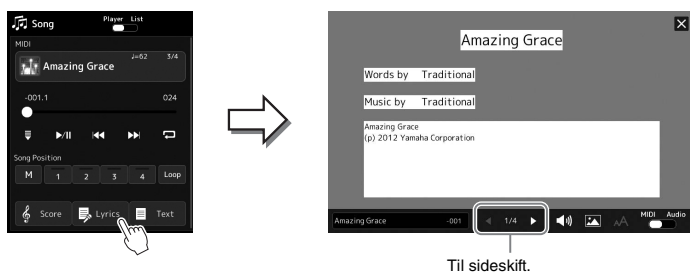 Song
Player List
MIDI
♩=62 3/4
Amazing Grace
-001.1 024
Song Position
M 1 2 3 4 Loop
Score Lyrics Text
Amazing Grace
Words by Traditional
Music by Traditional
Amazing Grace
(p) 2012 Yamaha Corporation
Amazing Grace -001 1/4 AA MIDI Audio
Til sideskift.